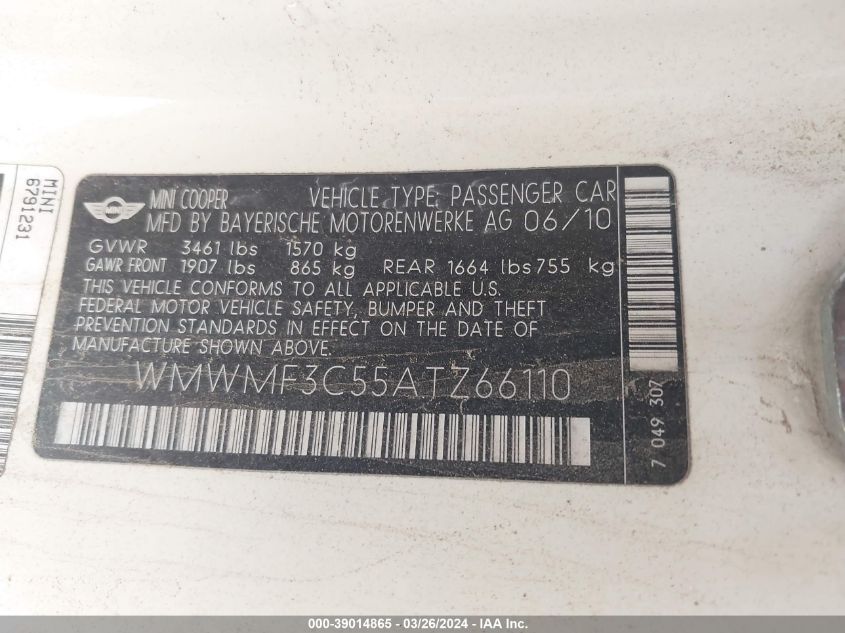 MINI
6791231
MINI
MINI COOPER VEHICLE TYPE: PASSENGER CAR
MFD BY BAYERISCHE MOTORENWERKE AG 06/10
GVWR 3461 lbs 1570 kg
GAWR FRONT 1907 lbs 865 kg REAR 1664 lbs 755 kg
THIS VEHICLE CONFORMS TO ALL APPLICABLE U.S.
FEDERAL MOTOR VEHICLE SAFETY, BUMPER AND THEFT
PREVENTION STANDARDS IN EFFECT ON THE DATE OF
MANUFACTURE SHOWN ABOVE.
WMWMF3C55ATZ66110
7 049 307
000-39014865 - 03/26/2024 - IAA Inc.